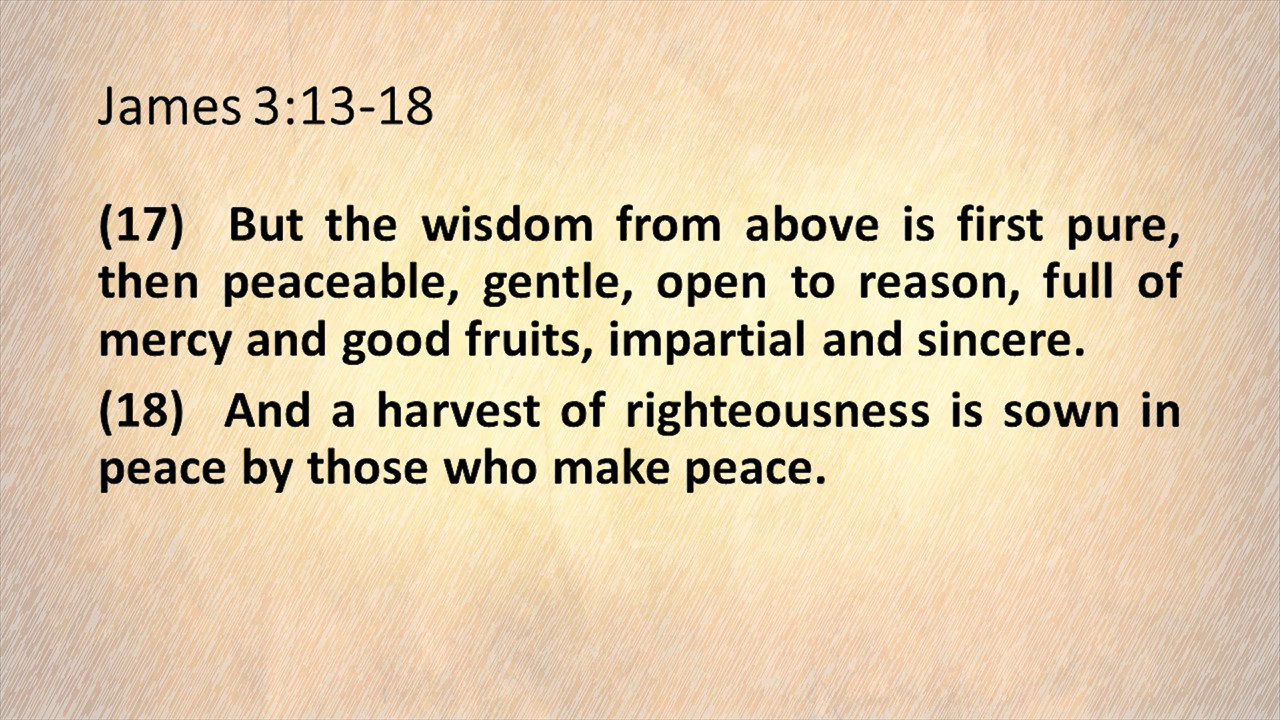 James 3:13-18
(17) But the wisdom from above is first pure,
then peaceable, gentle, open to reason, full of
mercy and good fruits, impartial and sincere.
(18) And a harvest of righteousness is sown in
peace by those who make peace.